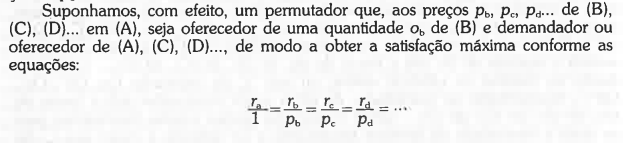 Suponhamos, com efeito, um permutador que, aos preços p_b, p_c, p_d... de (B),
(C), (D)... em (A), seja oferecedor de uma quantidade o_b de (B) e demandador ou
oferecedor de (A), (C), (D)..., de modo a obter a satisfação máxima conforme as
equações:
r_a/1 = r_b/p_b = r_c/p_c = r_d/p_d = ...